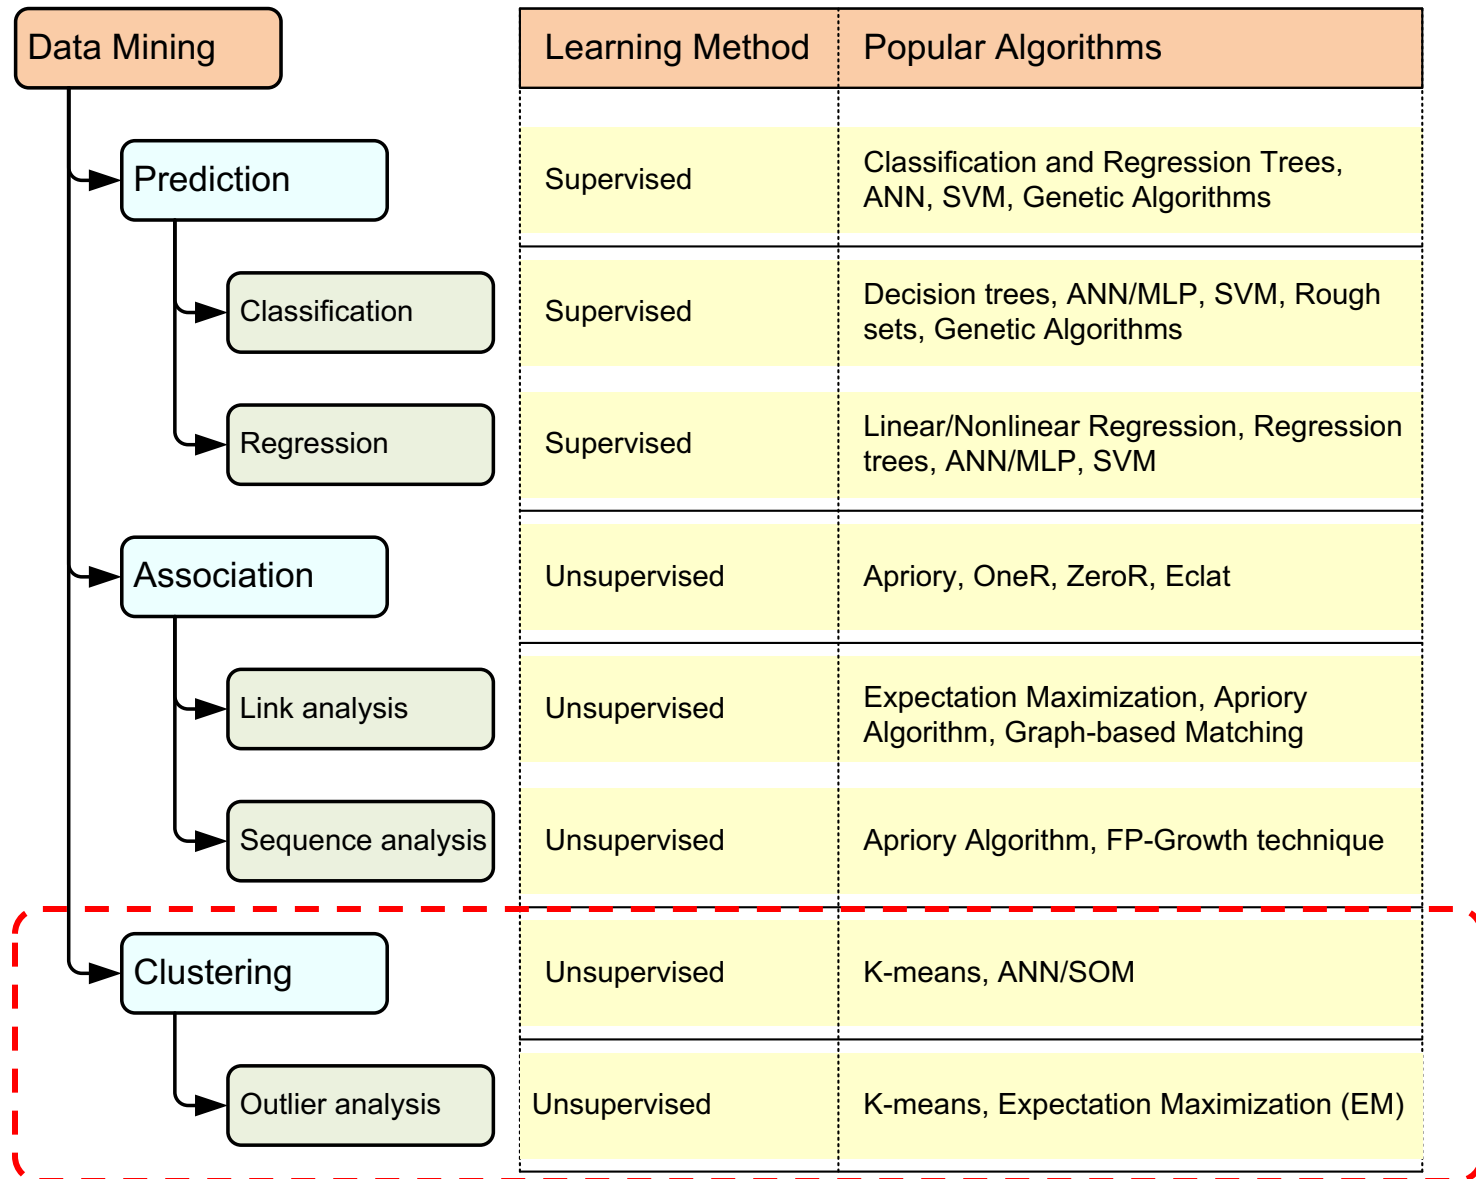 Data Mining
Learning Method
Popular Algorithms
Prediction
Supervised
Classification and Regression Trees,
ANN, SVM, Genetic Algorithms
Classification
Supervised
Decision trees, ANN/MLP, SVM, Rough
sets, Genetic Algorithms
Regression
Supervised
Linear/Nonlinear Regression, Regression
trees, ANN/MLP, SVM
Association
Unsupervised
Apriory, OneR, ZeroR, Eclat
Link analysis
Unsupervised
Expectation Maximization, Apriory
Algorithm, Graph-based Matching
Sequence analysis
Unsupervised
Apriory Algorithm, FP-Growth technique
Clustering
Unsupervised
K-means, ANN/SOM
Outlier analysis
Unsupervised
K-means, Expectation Maximization (EM)